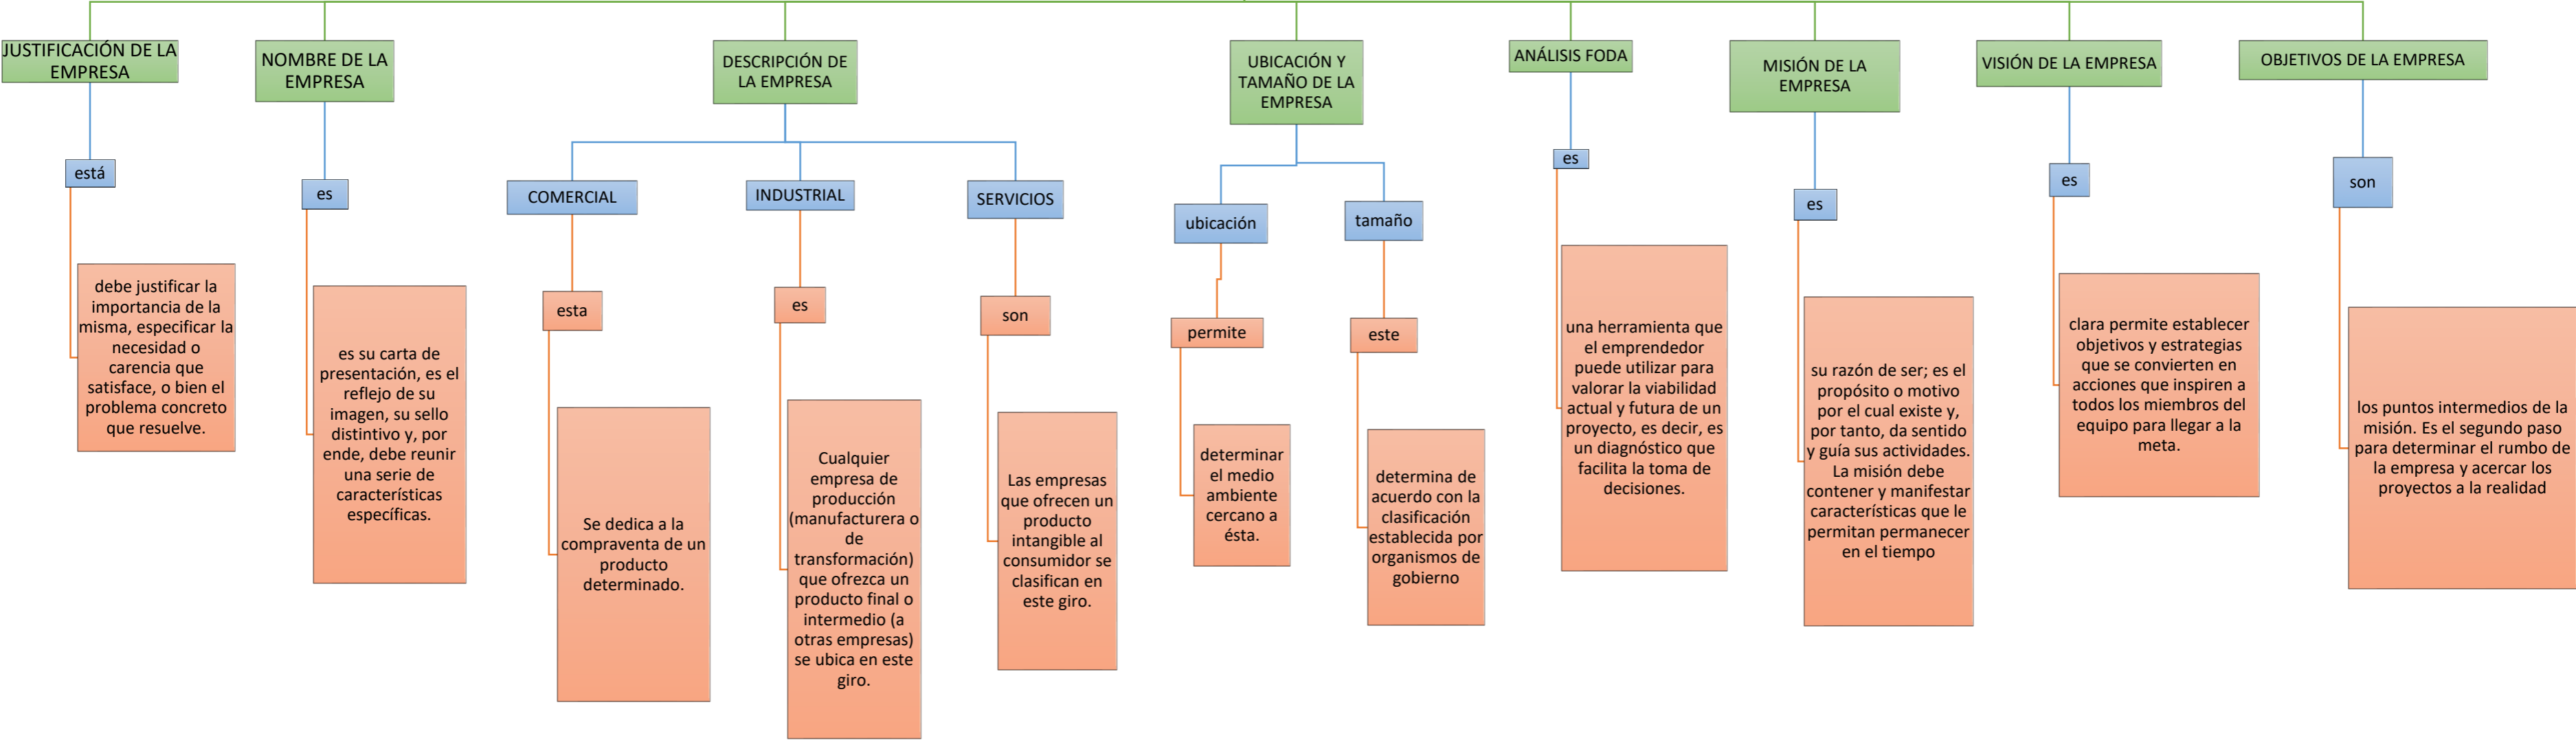 JUSTIFICACIÓN DE LA
EMPRESA
está
debe justificar la
importancia de la
misma, especificar la
necesidad o
carencia que
satisface, o bien el
problema concreto
que resuelve.
NOMBRE DE LA
EMPRESA
es
es su carta de
presentación, es el
reflejo de su
imagen, su sello
distintivo y, por
ende, debe reunir
una serie de
características
específicas.
DESCRIPCIÓN DE
LA EMPRESA
COMERCIAL
esta
Se dedica a la
compraventa de un
producto
determinado.
INDUSTRIAL
es
Cualquier
empresa de
producción
(manufacturera o
de
transformación)
que ofrezca un
producto final o
intermedio (a
otras empresas)
se ubica en este
giro.
SERVICIOS
son
Las empresas
que ofrecen un
producto
intangible al
consumidor se
clasifican en
este giro.
UBICACIÓN Y
TAMAÑO DE LA
EMPRESA
ubicación
permite
determinar
el medio
ambiente
cercano a
ésta.
tamaño
este
determina de
acuerdo con la
clasificación
establecida por
organismos de
gobierno
ANÁLISIS FODA
es
una herramienta que
el emprendedor
puede utilizar para
valorar la viabilidad
actual y futura de un
proyecto, es decir, es
un diagnóstico que
facilita la toma de
decisiones.
MISIÓN DE LA
EMPRESA
es
su razón de ser; es el
propósito o motivo
por el cual existe y,
por tanto, da sentido
y guía sus actividades.
La misión debe
contener y manifestar
características que le
permitan permanecer
en el tiempo
VISIÓN DE LA EMPRESA
es
clara permite establecer
objetivos y estrategias
que se convierten en
acciones que inspiren a
todos los miembros del
equipo para llegar a la
meta.
OBJETIVOS DE LA EMPRESA
son
los puntos intermedios de la
misión. Es el segundo paso
para determinar el rumbo de
la empresa y acercar los
proyectos a la realidad